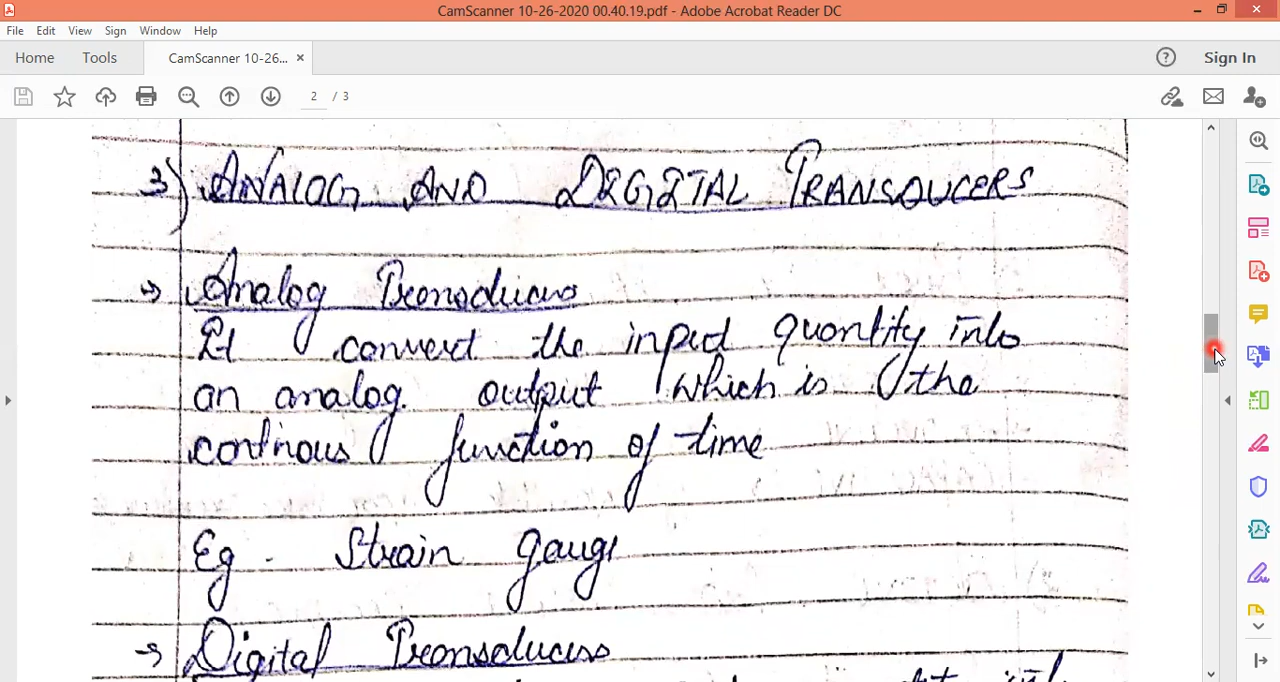 CamScanner 10-26-2020 00.40.19.pdf - Adobe Acrobat Reader DC
File Edit View Sign Window Help
Home Tools CamScanner 10-26... × Sign In
2 / 3
3) ANALOG AND DIGITAL TRANSDUCERS
→ Analog Transducers
It convert the input quantity into
an analog output which is the
continous function of time
Eg - Strain gauge
→ Digital Transducers